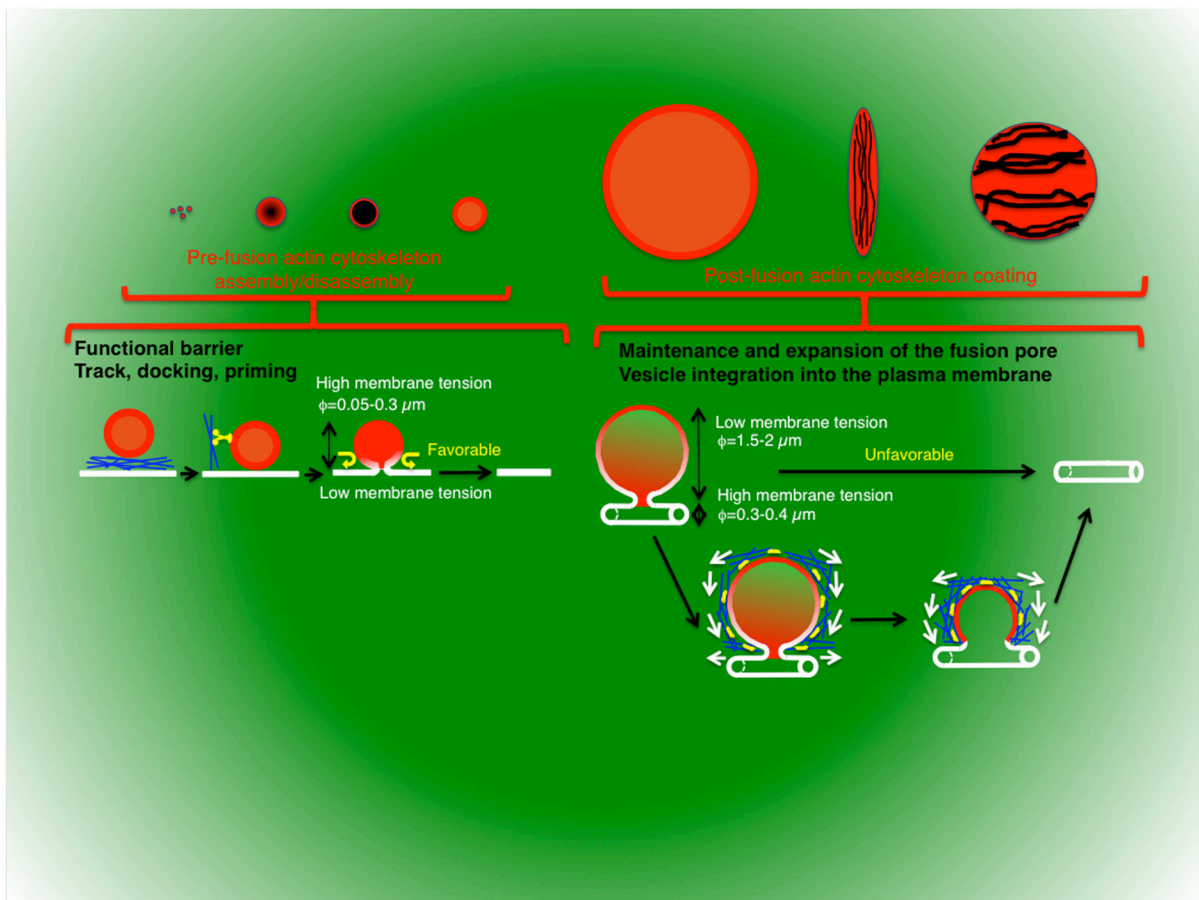 Pre-fusion actin cytoskeleton
assembly/disassembly
Post-fusion actin cytoskeleton coating
Functional barrier
Track, docking, priming
High membrane tension
ϕ=0.05-0.3 µm
Favorable
Low membrane tension
Maintenance and expansion of the fusion pore
Vesicle integration into the plasma membrane
Low membrane tension
ϕ=1.5-2 µm
Unfavorable
High membrane tension
ϕ=0.3-0.4 µm